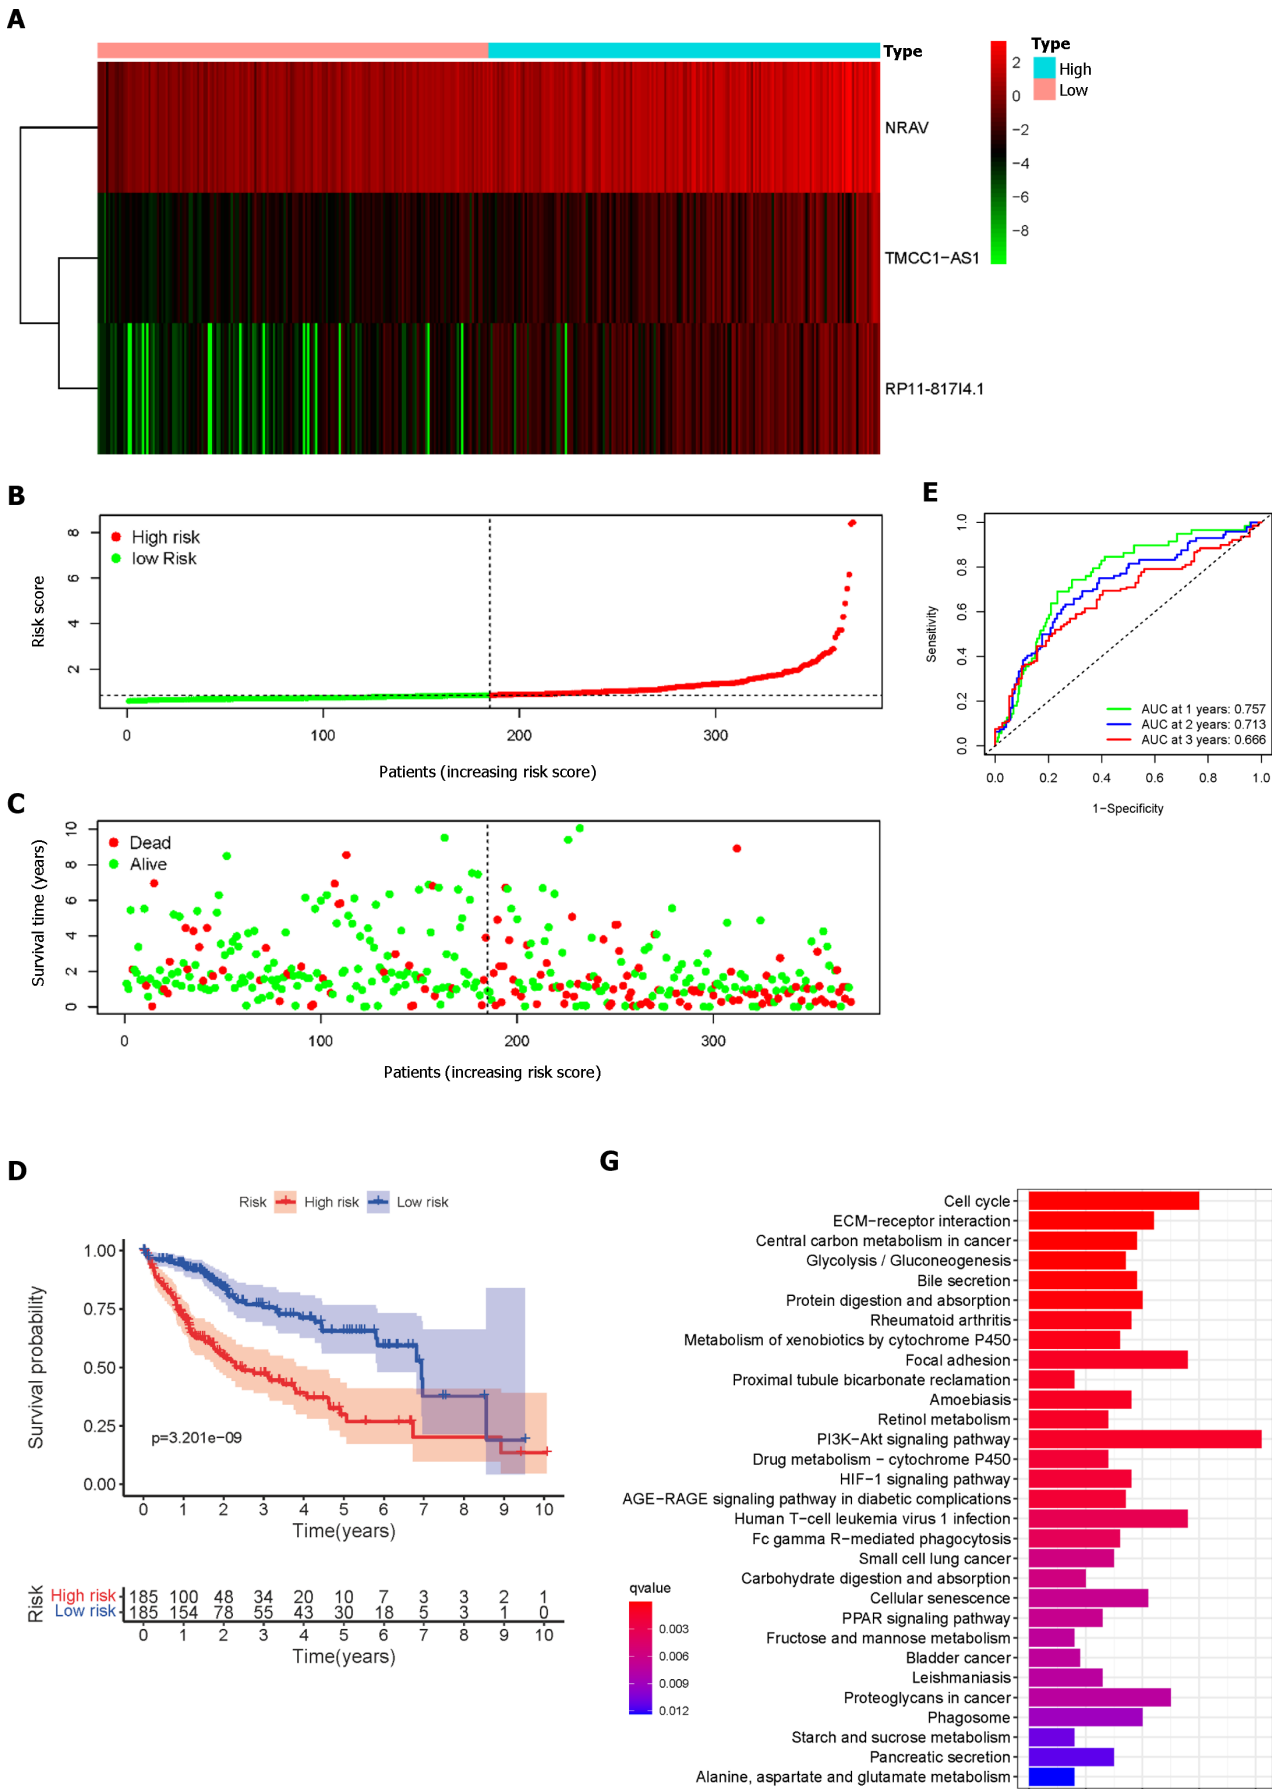 A
Type
2
0
−2
−4
−6
−8
Type
High
Low
NRAV
TMCC1−AS1
RP11-817I4.1
B
High risk
low Risk
Risk score
8
6
4
2
0 100 200 300
Patients (increasing risk score)
E
Sensitivity
1.0
0.8
0.6
0.4
0.2
0.0
AUC at 1 years: 0.757
AUC at 2 years: 0.713
AUC at 3 years: 0.666
0.0 0.2 0.4 0.6 0.8 1.0
1−Specificity
C
Dead
Alive
Survival time (years)
10
8
6
4
2
0
0 100 200 300
Patients (increasing risk score)
D
Risk High risk Low risk
Survival probability
1.00
0.75
0.50
0.25
0.00
p=3.201e−09
0 1 2 3 4 5 6 7 8 9 10
Time(years)
Risk
High risk 185 100 48 34 20 10 7 3 3 2 1
Low risk 185 154 78 55 43 30 18 5 3 1 0
0 1 2 3 4 5 6 7 8 9 10
Time(years)
G
Cell cycle
ECM−receptor interaction
Central carbon metabolism in cancer
Glycolysis / Gluconeogenesis
Bile secretion
Protein digestion and absorption
Rheumatoid arthritis
Metabolism of xenobiotics by cytochrome P450
Focal adhesion
Proximal tubule bicarbonate reclamation
Amoebiasis
Retinol metabolism
PI3K−Akt signaling pathway
Drug metabolism − cytochrome P450
HIF−1 signaling pathway
AGE−RAGE signaling pathway in diabetic complications
Human T−cell leukemia virus 1 infection
Fc gamma R−mediated phagocytosis
Small cell lung cancer
Carbohydrate digestion and absorption
Cellular senescence
PPAR signaling pathway
Fructose and mannose metabolism
Bladder cancer
Leishmaniasis
Proteoglycans in cancer
Phagosome
Starch and sucrose metabolism
Pancreatic secretion
Alanine, aspartate and glutamate metabolism
qvalue
0.003
0.006
0.009
0.012